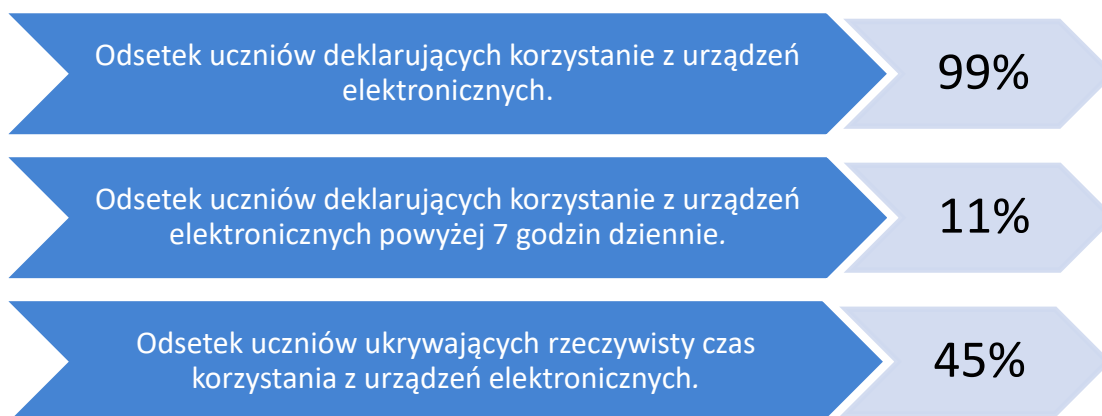 Odsetek uczniów deklarujących korzystanie z urządzeń
elektronicznych.
99%
Odsetek uczniów deklarujących korzystanie z urządzeń
elektronicznych powyżej 7 godzin dziennie.
11%
Odsetek uczniów ukrywających rzeczywisty czas
korzystania z urządzeń elektronicznych.
45%